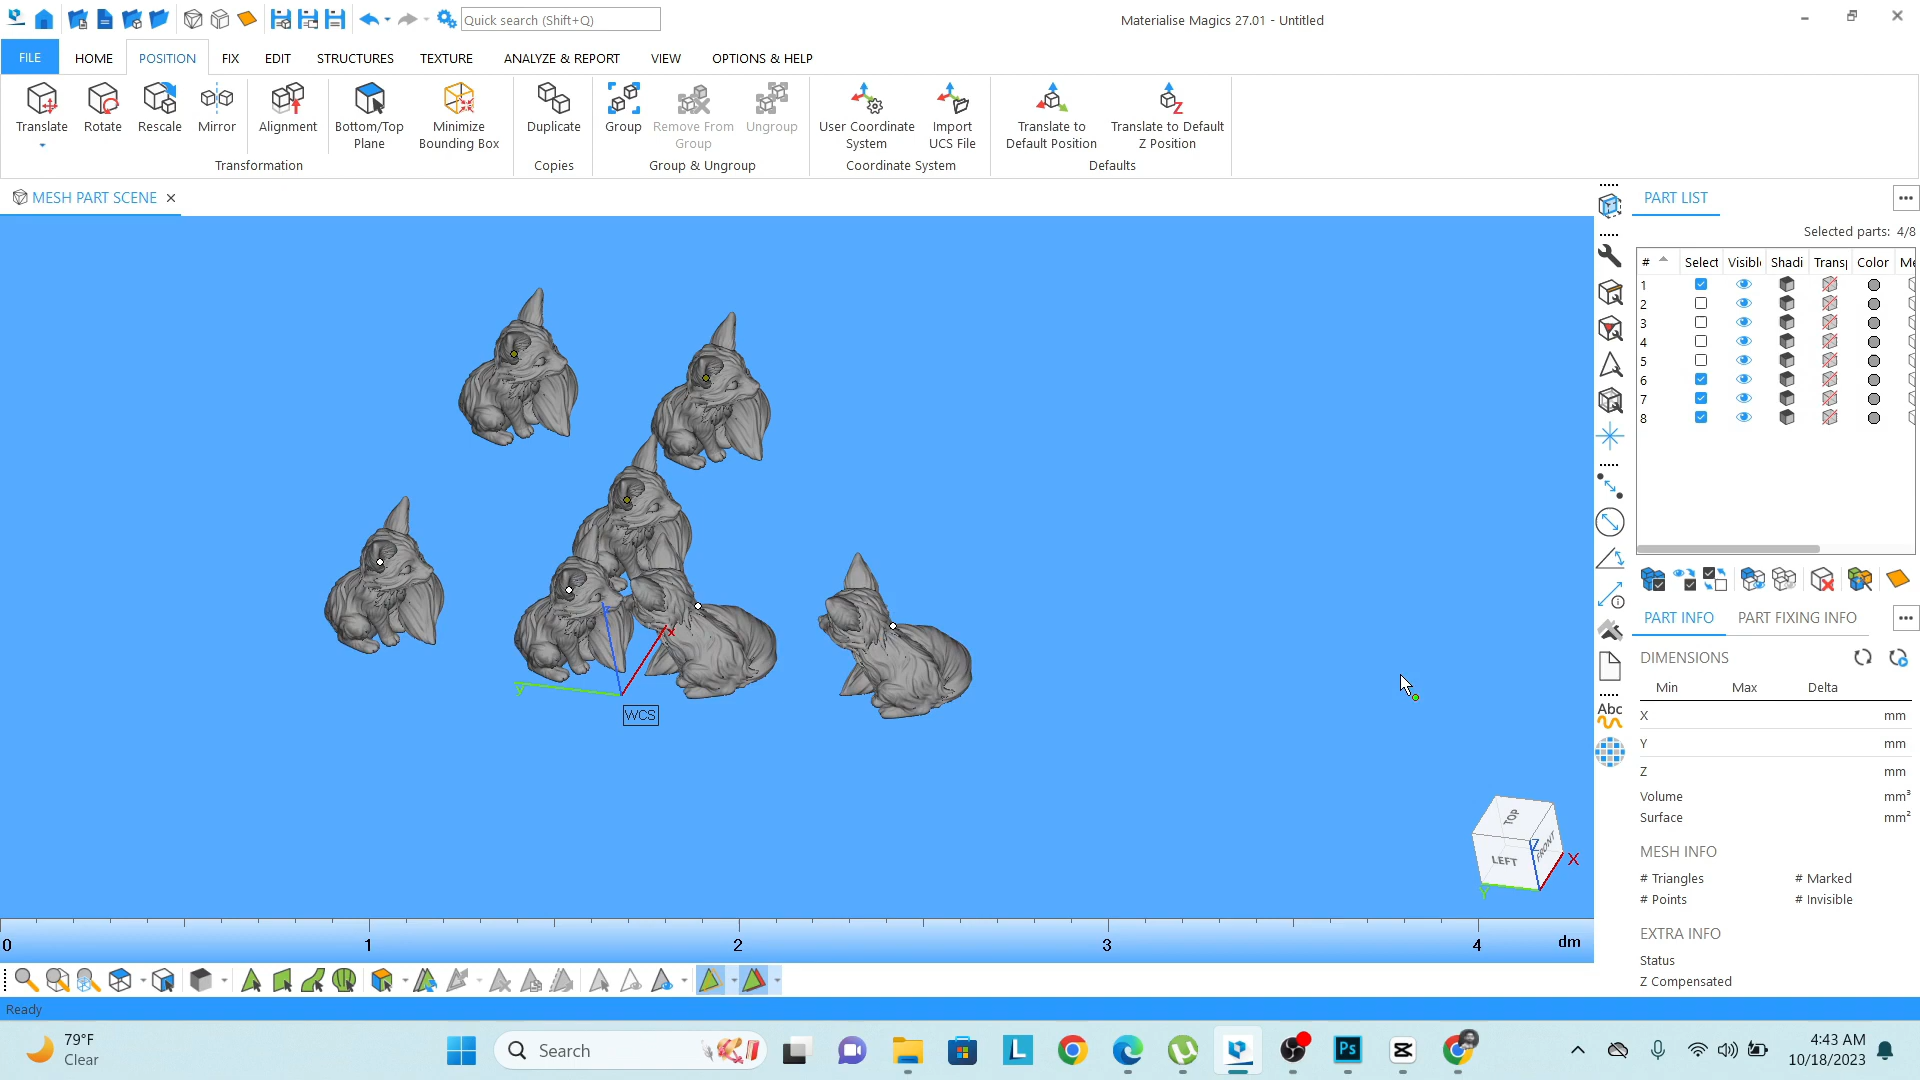 Quick search (Shift+Q)
Materialise Magics 27.01 - Untitled
FILE
HOME
POSITION
FIX
EDIT
STRUCTURES
TEXTURE
ANALYZE & REPORT
VIEW
OPTIONS & HELP
Translate
Rotate
Rescale
Mirror
Alignment
Bottom/Top
Plane
Minimize
Bounding Box
Duplicate
Group
Remove From
Group
Ungroup
User Coordinate
System
Import
UCS File
Translate to
Default Position
Translate to Default
Z Position
Transformation
Copies
Group & Ungroup
Coordinate System
Defaults
MESH PART SCENE
PART LIST
Selected parts: 4/8
# Select Visibl Shadi Transp Color Me
1
2
3
4
5
6
7
8
x
y
WCS
Abc
PART INFO
PART FIXING INFO
DIMENSIONS
Min Max Delta
X mm
Y mm
Z mm
Volume mm³
Surface mm²
MESH INFO
# Triangles # Marked
# Points # Invisible
EXTRA INFO
Status
Z Compensated
TOP
LEFT
FRONT
Z
X
Y
0 1 2 3 4 dm
Ready
79°F
Clear
Search
L
Ps
4:43 AM
10/18/2023